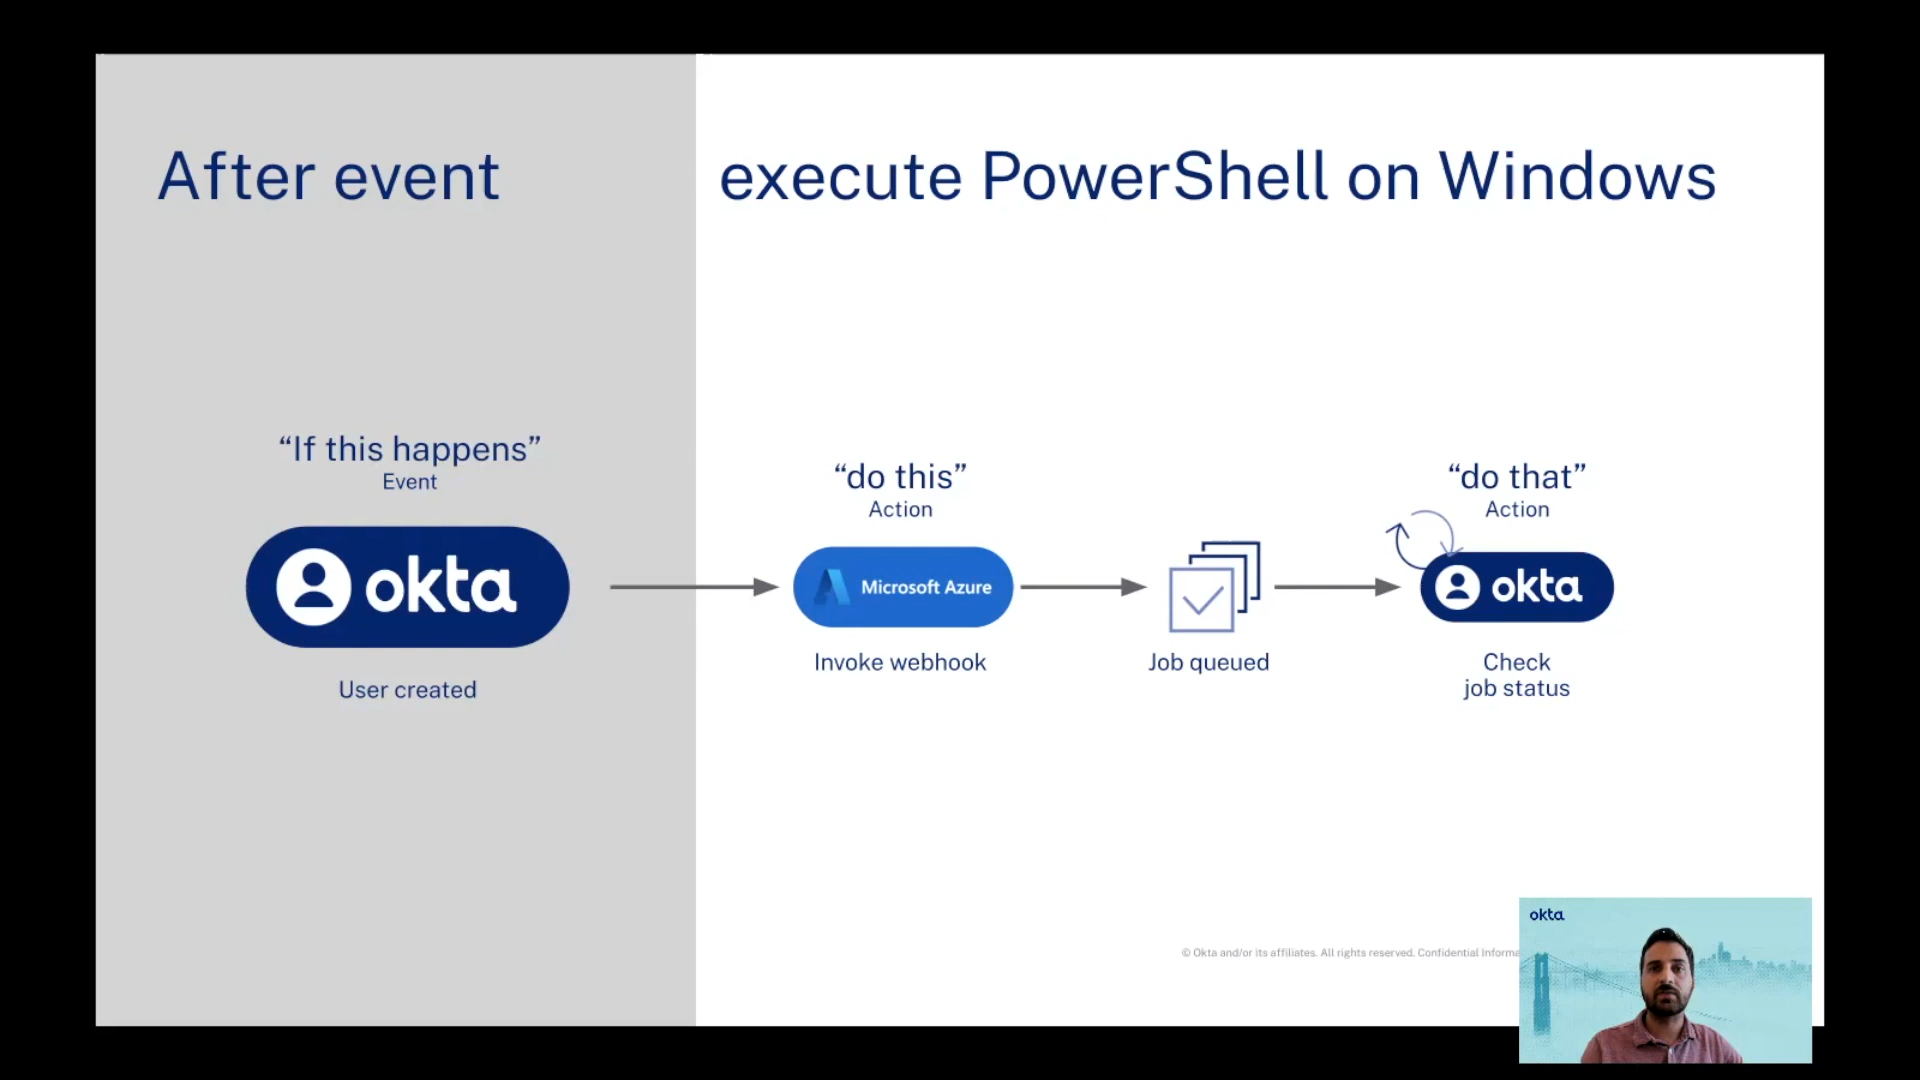 After event
execute PowerShell on Windows
“If this happens”
Event
okta
User created
“do this”
Action
Microsoft Azure
Invoke webhook
Job queued
“do that”
Action
okta
Check
job status
© Okta and/or its affiliates. All rights reserved. Confidential
okta